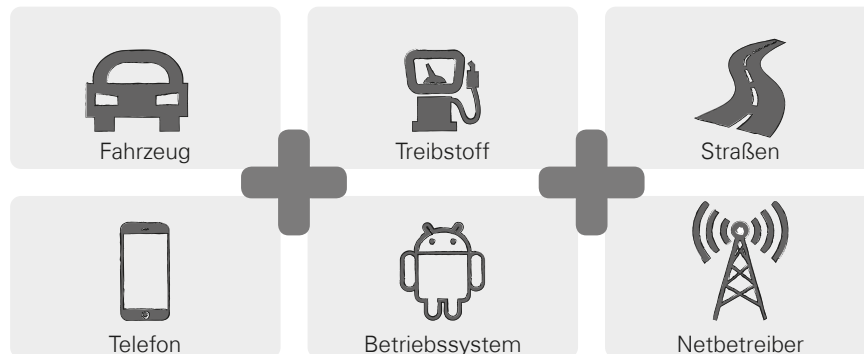 Fahrzeug
Treibstoff
Straßen
Telefon
Betriebssystem
Netbetreiber